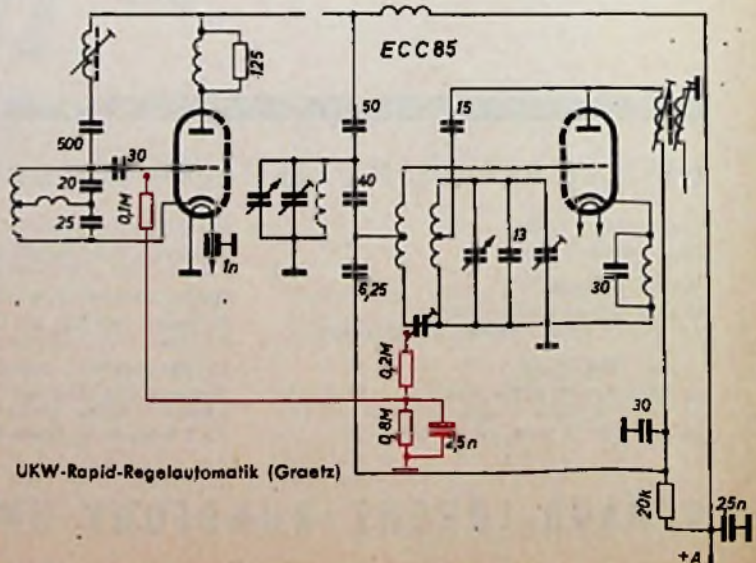 ECC85
125
500
30
20
25
0,1M
1n
50
40
6,25
15
13
30
0,2M
0,8M
2,5n
30
20k
25n
+A
UKW-Rapid-Regelautomatik (Graetz)